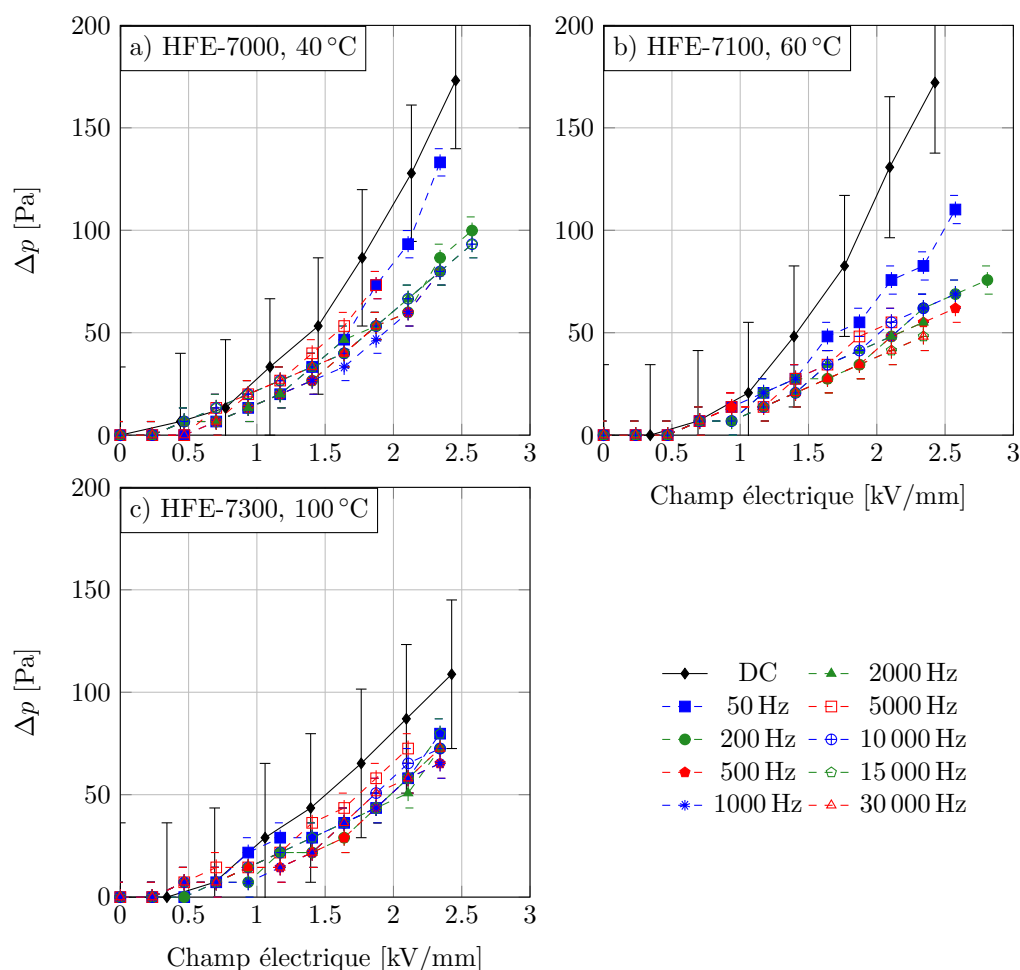 a) HFE-7000, 40 °C
200
150
100
50
0
Δp [Pa]
0 0.5 1 1.5 2 2.5 3
b) HFE-7100, 60 °C
200
150
100
50
0
0 0.5 1 1.5 2 2.5 3
Champ électrique [kV/mm]
c) HFE-7300, 100 °C
200
150
100
50
0
Δp [Pa]
0 0.5 1 1.5 2 2.5 3
Champ électrique [kV/mm]
DC 2000 Hz
50 Hz 5000 Hz
200 Hz 10 000 Hz
500 Hz 15 000 Hz
1000 Hz 30 000 Hz